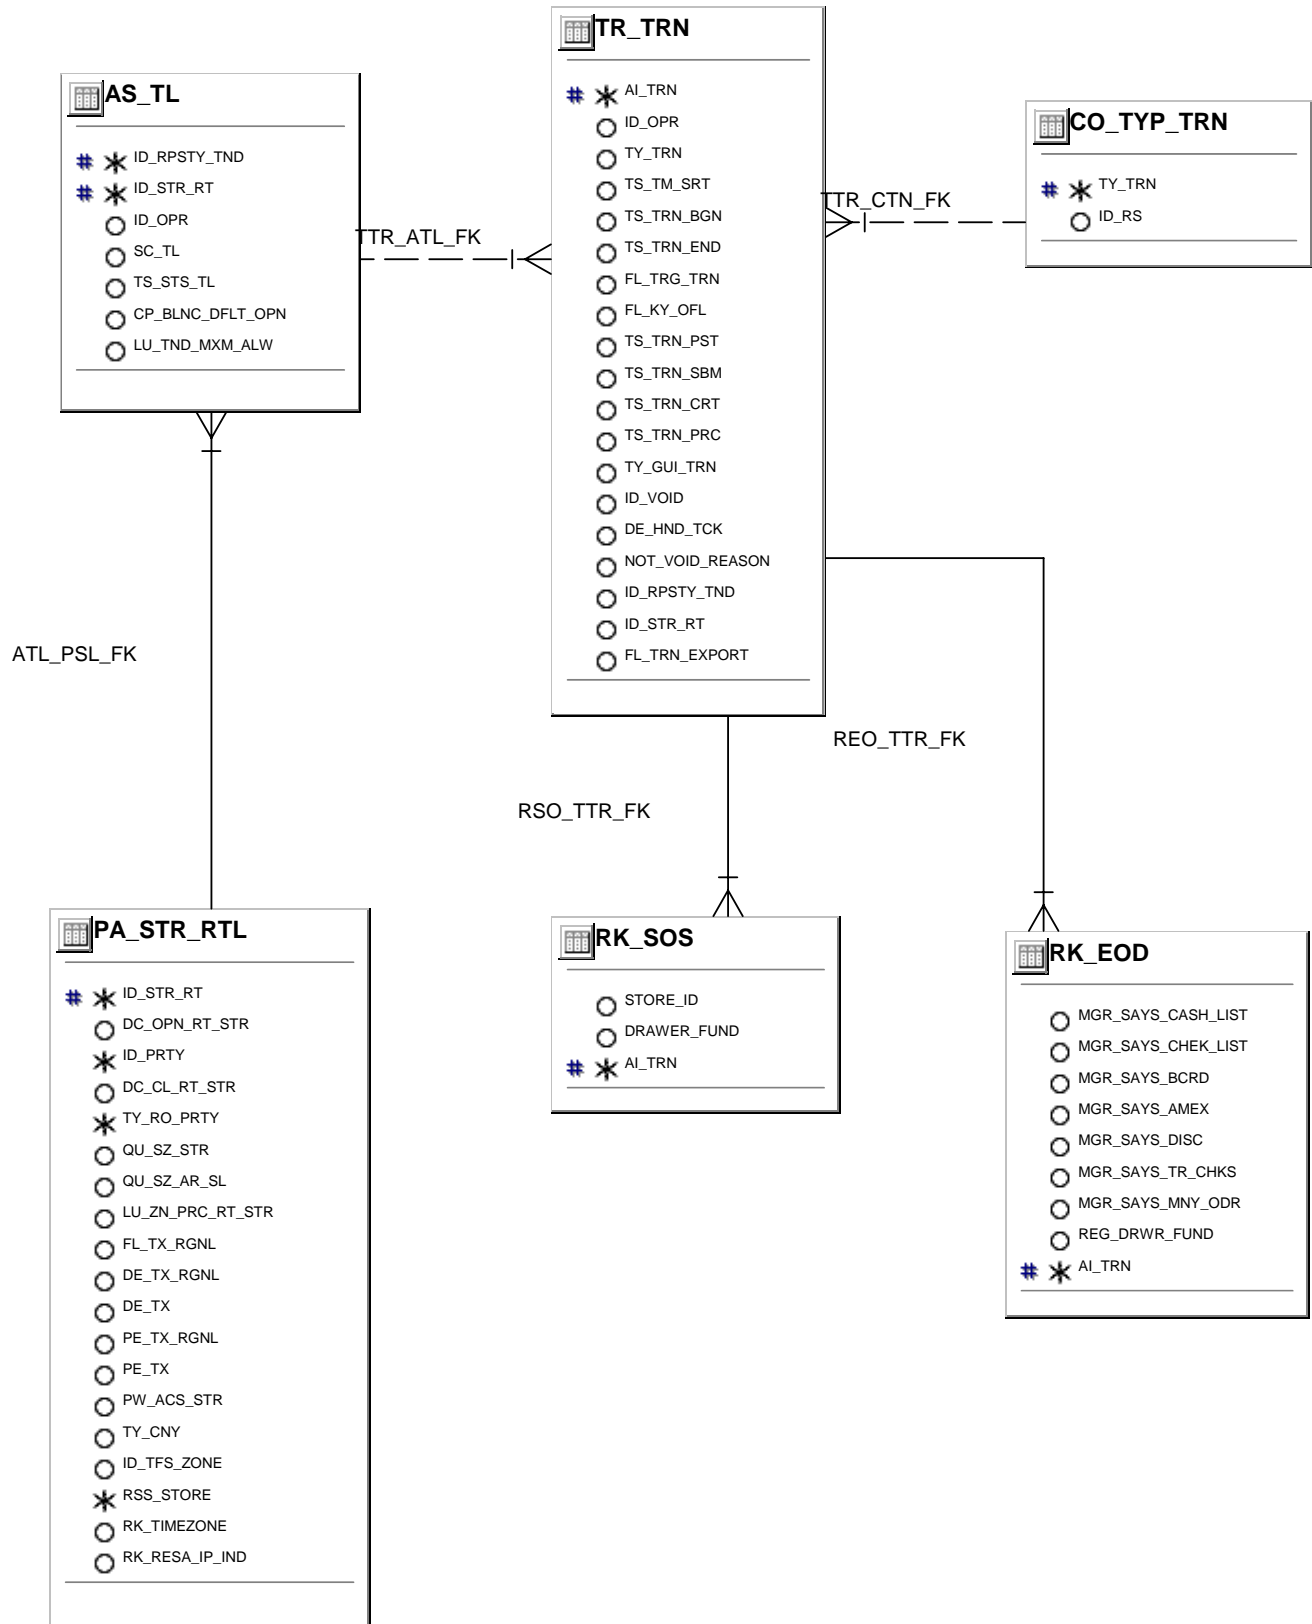 TR_TRN
# * AI_TRN
ID_OPR
TY_TRN
TS_TM_SRT
TS_TRN_BGN
TS_TRN_END
FL_TRG_TRN
FL_KY_OFL
TS_TRN_PST
TS_TRN_SBM
TS_TRN_CRT
TS_TRN_PRC
TY_GUI_TRN
ID_VOID
DE_HND_TCK
NOT_VOID_REASON
ID_RPSTY_TND
ID_STR_RT
FL_TRN_EXPORT
AS_TL
# * ID_RPSTY_TND
# * ID_STR_RT
ID_OPR
SC_TL
TS_STS_TL
CP_BLNC_DFLT_OPN
LU_TND_MXM_ALW
CO_TYP_TRN
# * TY_TRN
ID_RS
TTR_CTN_FK
TTR_ATL_FK
ATL_PSL_FK
REO_TTR_FK
RSO_TTR_FK
PA_STR_RTL
# * ID_STR_RT
DC_OPN_RT_STR
* ID_PRTY
DC_CL_RT_STR
* TY_RO_PRTY
QU_SZ_STR
QU_SZ_AR_SL
LU_ZN_PRC_RT_STR
FL_TX_RGNL
DE_TX_RGNL
DE_TX
PE_TX_RGNL
PE_TX
PW_ACS_STR
TY_CNY
ID_TFS_ZONE
* RSS_STORE
RK_TIMEZONE
RK_RESA_IP_IND
RK_SOS
STORE_ID
DRAWER_FUND
# * AI_TRN
RK_EOD
MGR_SAYS_CASH_LIST
MGR_SAYS_CHEK_LIST
MGR_SAYS_BCRD
MGR_SAYS_AMEX
MGR_SAYS_DISC
MGR_SAYS_TR_CHKS
MGR_SAYS_MNY_ODR
REG_DRWR_FUND
# * AI_TRN